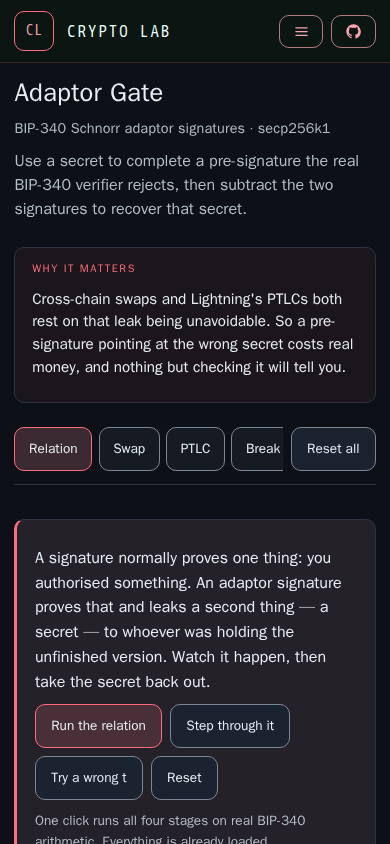 CL
CRYPTO LAB
Adaptor Gate
BIP-340 Schnorr adaptor signatures · secp256k1
Use a secret to complete a pre-signature the real
BIP-340 verifier rejects, then subtract the two
signatures to recover that secret.
WHY IT MATTERS
Cross-chain swaps and Lightning's PTLCs both
rest on that leak being unavoidable. So a pre-
signature pointing at the wrong secret costs real
money, and nothing but checking it will tell you.
Relation
Swap
PTLC
Break
Reset all
A signature normally proves one thing: you
authorised something. An adaptor signature
proves that and leaks a second thing — a
secret — to whoever was holding the
unfinished version. Watch it happen, then
take the secret back out.
Run the relation
Step through it
Try a wrong t
Reset
One click runs all four stages on real BIP-340
arithmetic. Everything is already loaded.